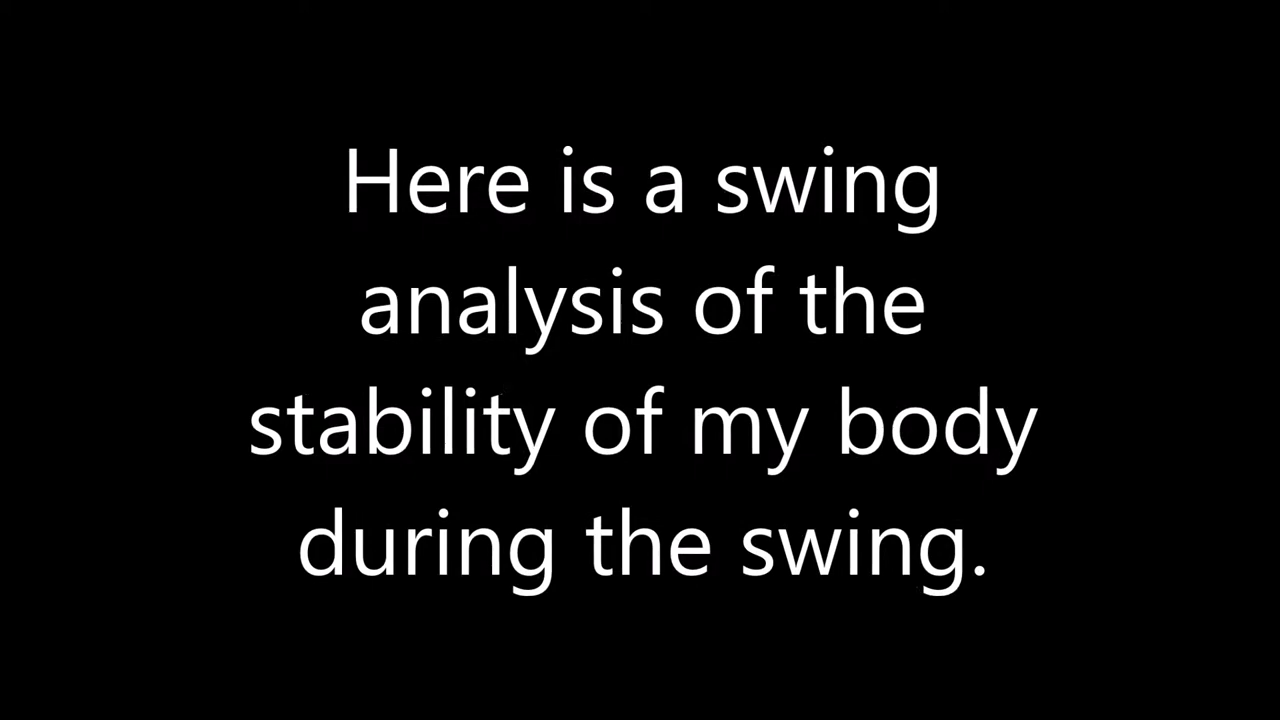 Here is a swing
analysis of the
stability of my body
during the swing.